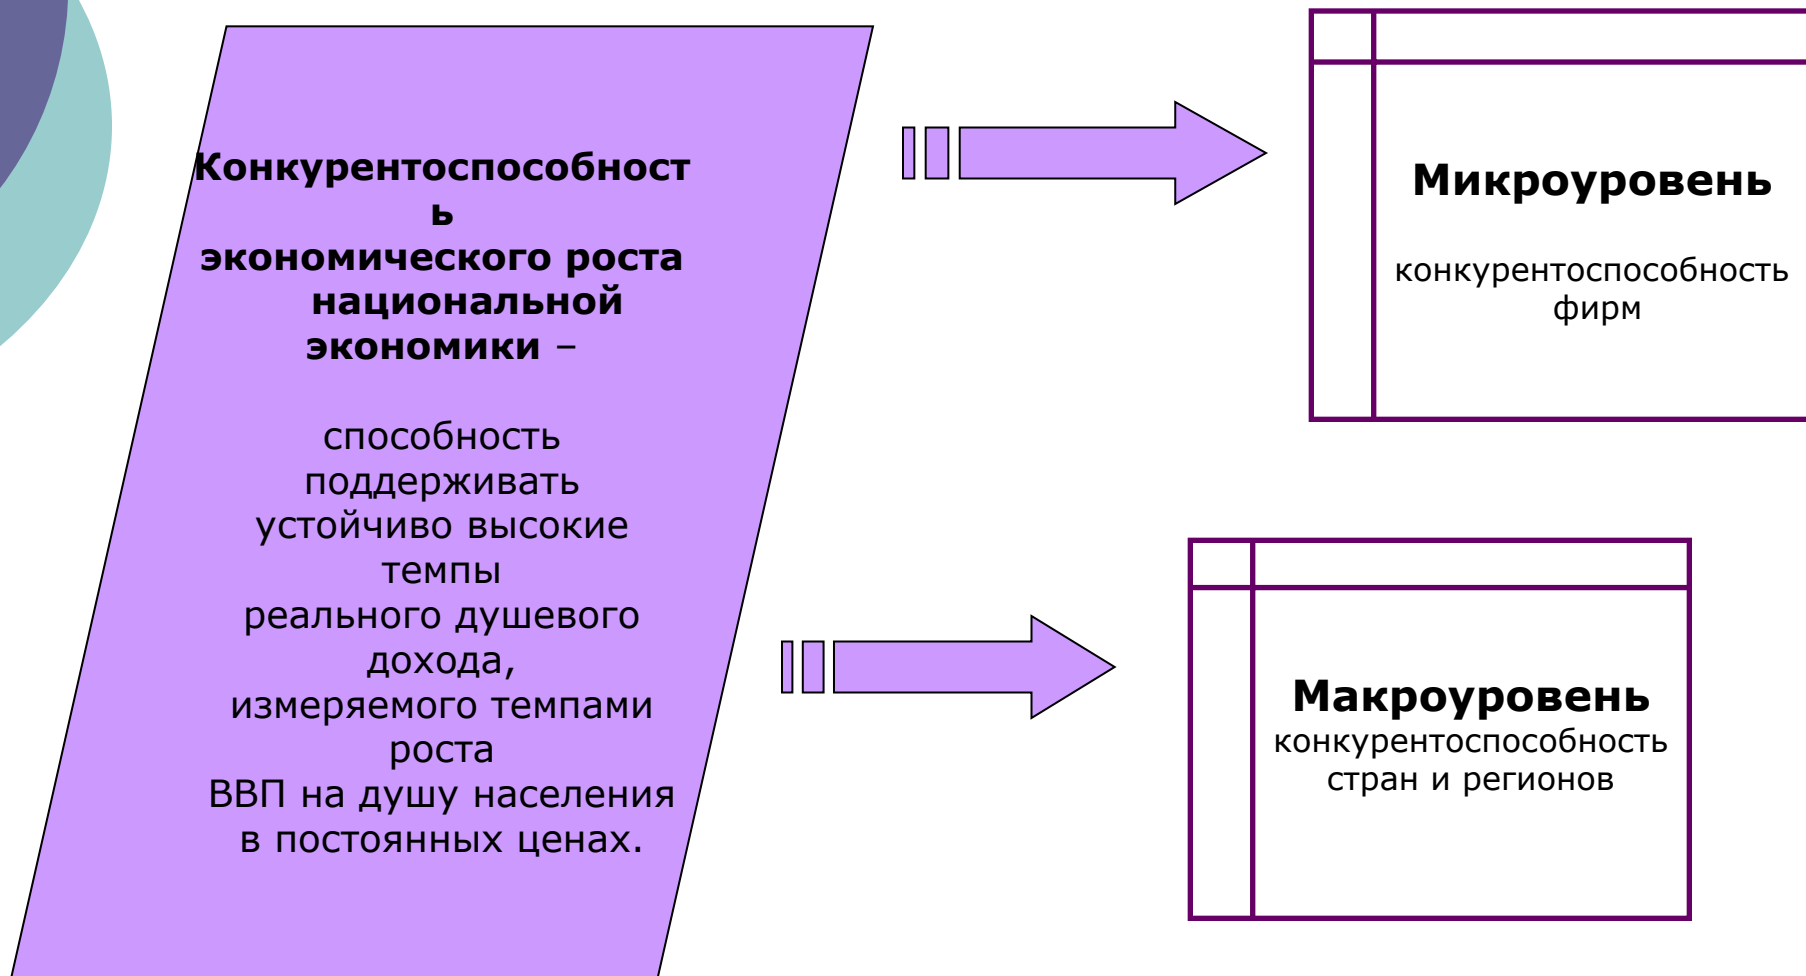 Конкурентоспособност
ь
экономического роста
национальной
экономики –
способность
поддерживать
устойчиво высокие
темпы
реального душевого
дохода,
измеряемого темпами
роста
ВВП на душу населения
в постоянных ценах.
Микроуровень
конкурентоспособность
фирм
Макроуровень
конкурентоспособность
стран и регионов